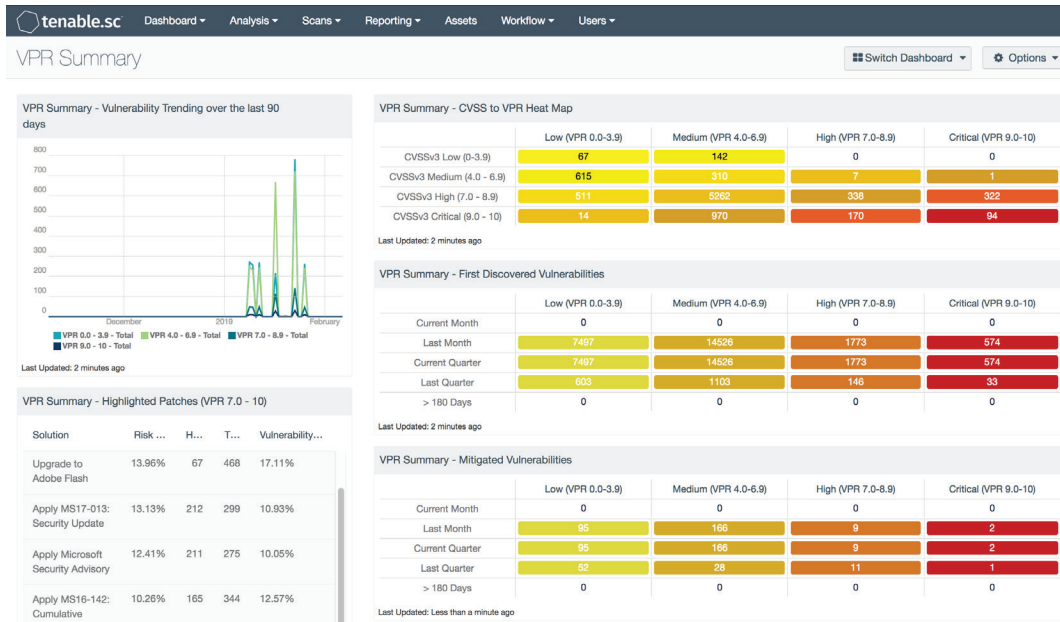 tenable.sc Dashboard Analysis Scans Reporting Assets Workflow Users
VPR Summary Switch Dashboard Options
VPR Summary - Vulnerability Trending over the last 90
days
800
700
600
500
400
300
200
100
0
December 2019 February
VPR 0.0 - 3.9 - Total VPR 4.0 - 6.9 - Total VPR 7.0 - 8.9 - Total
VPR 9.0 - 10 - Total
Last Updated: 2 minutes ago
VPR Summary - Highlighted Patches (VPR 7.0 - 10)
Solution Risk ... H... T... Vulnerability...
Upgrade to 13.96% 67 468 17.11%
Adobe Flash
Apply MS17-013: 13.13% 212 299 10.93%
Security Update
Apply Microsoft 12.41% 211 275 10.05%
Security Advisory
Apply MS16-142: 10.26% 165 344 12.57%
Cumulative
VPR Summary - CVSS to VPR Heat Map
Low (VPR 0.0-3.9) Medium (VPR 4.0-6.9) High (VPR 7.0-8.9) Critical (VPR 9.0-10)
CVSSv3 Low (0-3.9) 67 142 0 0
CVSSv3 Medium (4.0 - 6.9) 615 310 7 1
CVSSv3 High (7.0 - 8.9) 511 5262 338 322
CVSSv3 Critical (9.0 - 10) 14 970 170 94
Last Updated: 2 minutes ago
VPR Summary - First Discovered Vulnerabilities
Low (VPR 0.0-3.9) Medium (VPR 4.0-6.9) High (VPR 7.0-8.9) Critical (VPR 9.0-10)
Current Month 0 0 0 0
Last Month 7497 14526 1773 574
Current Quarter 7497 14526 1773 574
Last Quarter 603 1103 146 33
> 180 Days 0 0 0 0
Last Updated: 2 minutes ago
VPR Summary - Mitigated Vulnerabilities
Low (VPR 0.0-3.9) Medium (VPR 4.0-6.9) High (VPR 7.0-8.9) Critical (VPR 9.0-10)
Current Month 0 0 0 0
Last Month 95 166 9 2
Current Quarter 95 166 9 2
Last Quarter 52 28 11 1
> 180 Days 0 0 0 0
Last Updated: Less than a minute ago